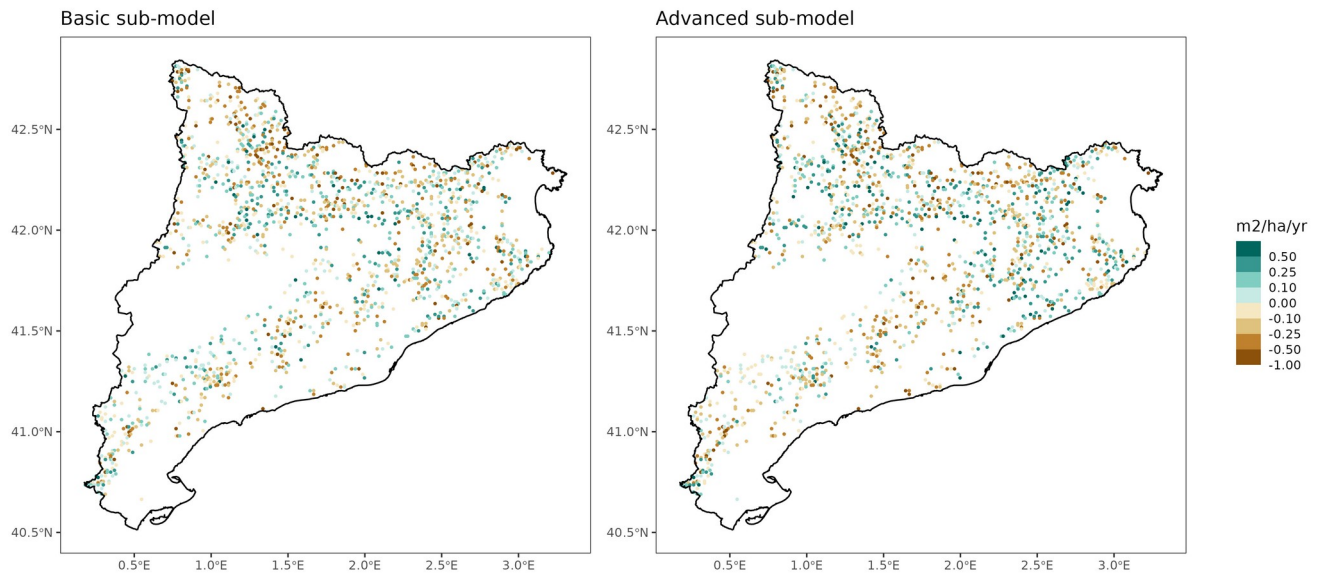 Basic sub-model
Advanced sub-model
42.5°N
42.0°N
41.5°N
41.0°N
40.5°N
0.5°E 1.0°E 1.5°E 2.0°E 2.5°E 3.0°E
42.5°N
42.0°N
41.5°N
41.0°N
40.5°N
0.5°E 1.0°E 1.5°E 2.0°E 2.5°E 3.0°E
m2/ha/yr
0.50
0.25
0.10
0.00
-0.10
-0.25
-0.50
-1.00